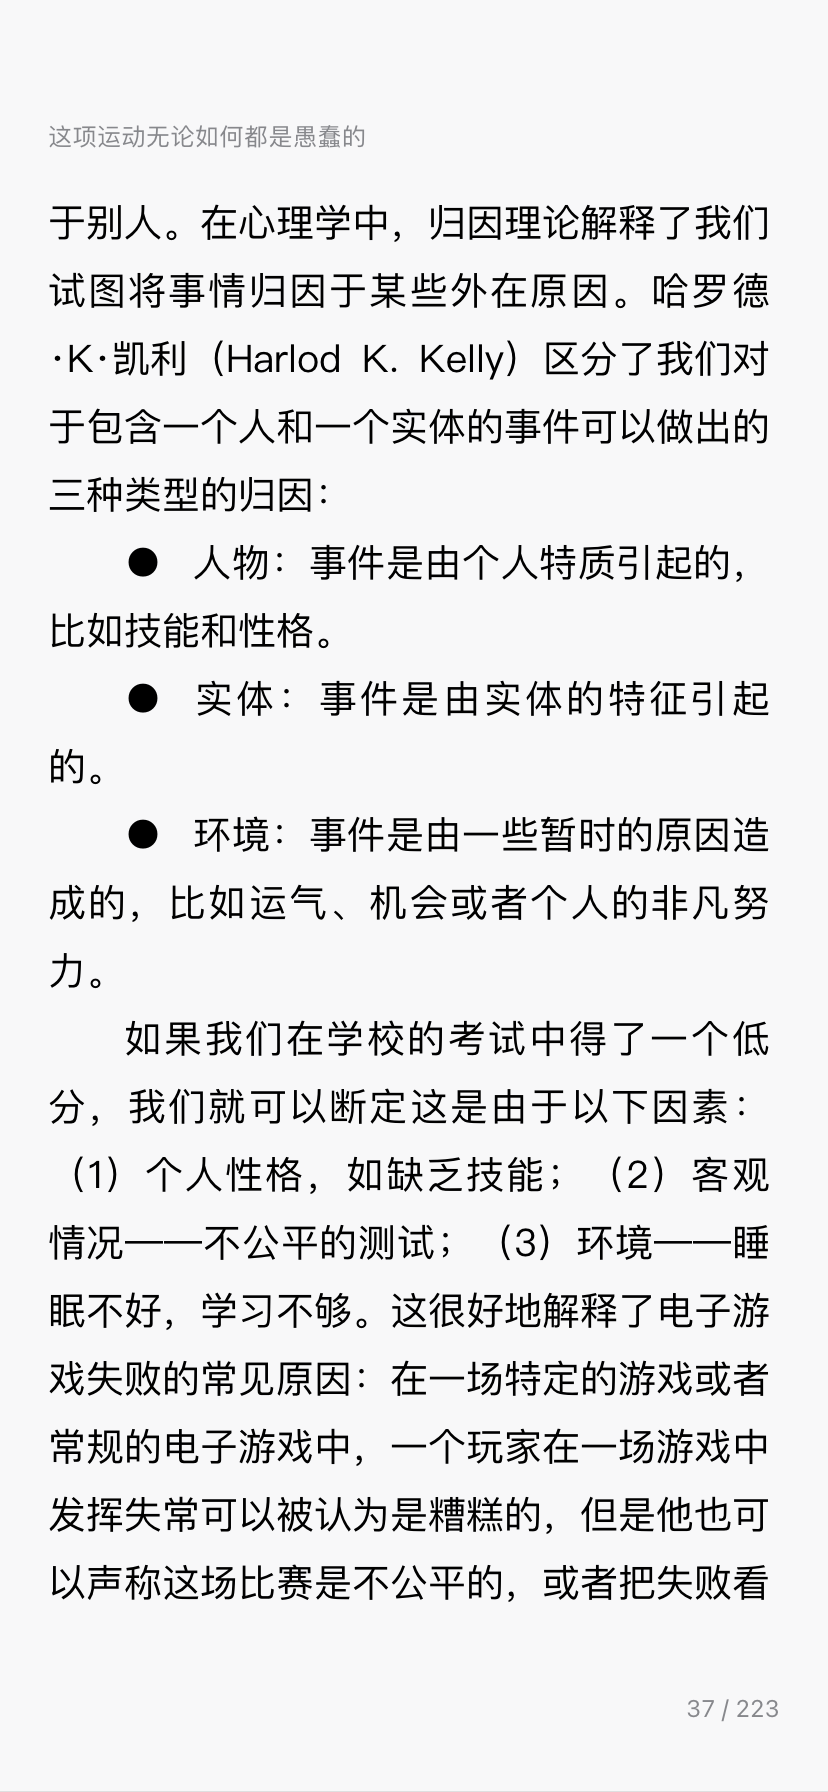 这项运动无论如何都是愚蠢的
于别人。在心理学中，归因理论解释了我们
试图将事情归因于某些外在原因。哈罗德
·K·凯利（Harlod K. Kelly）区分了我们对
于包含一个人和一个实体的事件可以做出的
三种类型的归因：
● 人物：事件是由个人特质引起的，
比如技能和性格。
● 实体：事件是由实体的特征引起
的。
● 环境：事件是由一些暂时的原因造
成的，比如运气、机会或者个人的非凡努
力。
如果我们在学校的考试中得了一个低
分，我们就可以断定这是由于以下因素：
（1）个人性格，如缺乏技能；（2）客观
情况——不公平的测试；（3）环境——睡
眠不好，学习不够。这很好地解释了电子游
戏失败的常见原因：在一场特定的游戏或者
常规的电子游戏中，一个玩家在一场游戏中
发挥失常可以被认为是糟糕的，但是他也可
以声称这场比赛是不公平的，或者把失败看
37 / 223